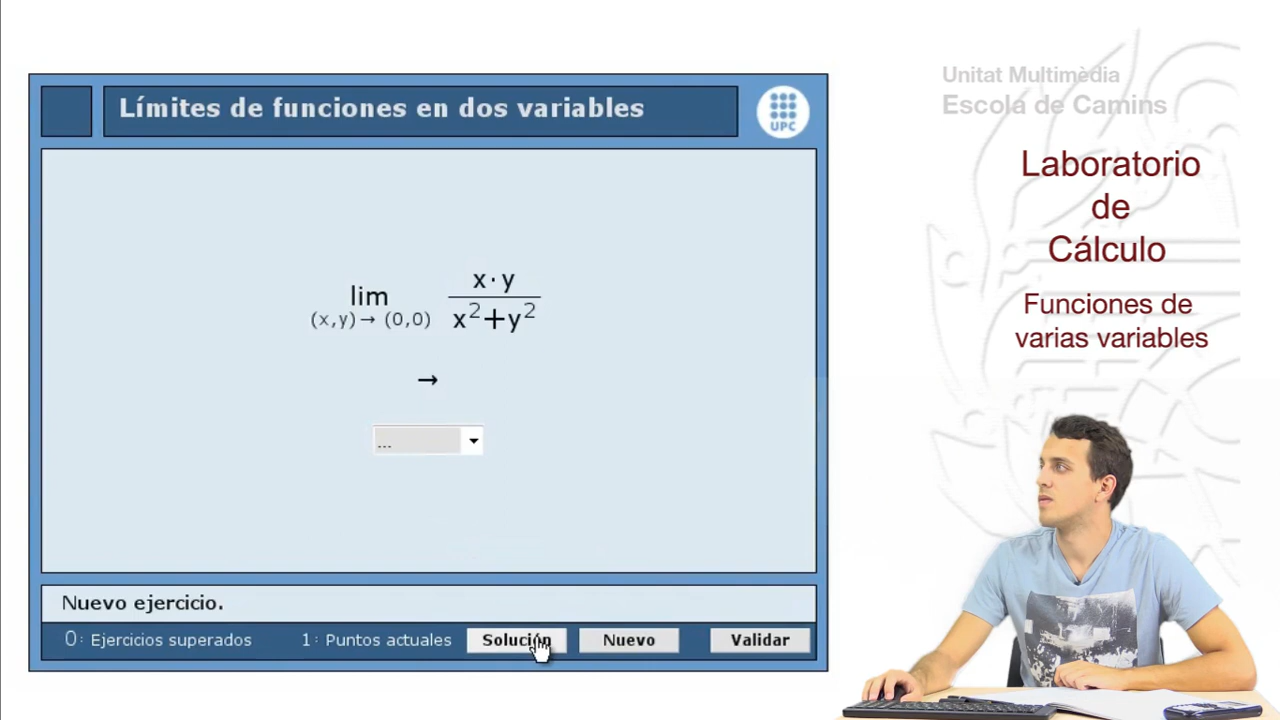 Límites de funciones en dos variables
UPC
lim
(x,y)→ (0,0)
x·y
x²+y²
→
...
Nuevo ejercicio.
0: Ejercicios superados
1: Puntos actuales
Solución
Nuevo
Validar
Unitat Multimèdia
Escola de Camins
Laboratorio
de
Cálculo
Funciones de
varias variables